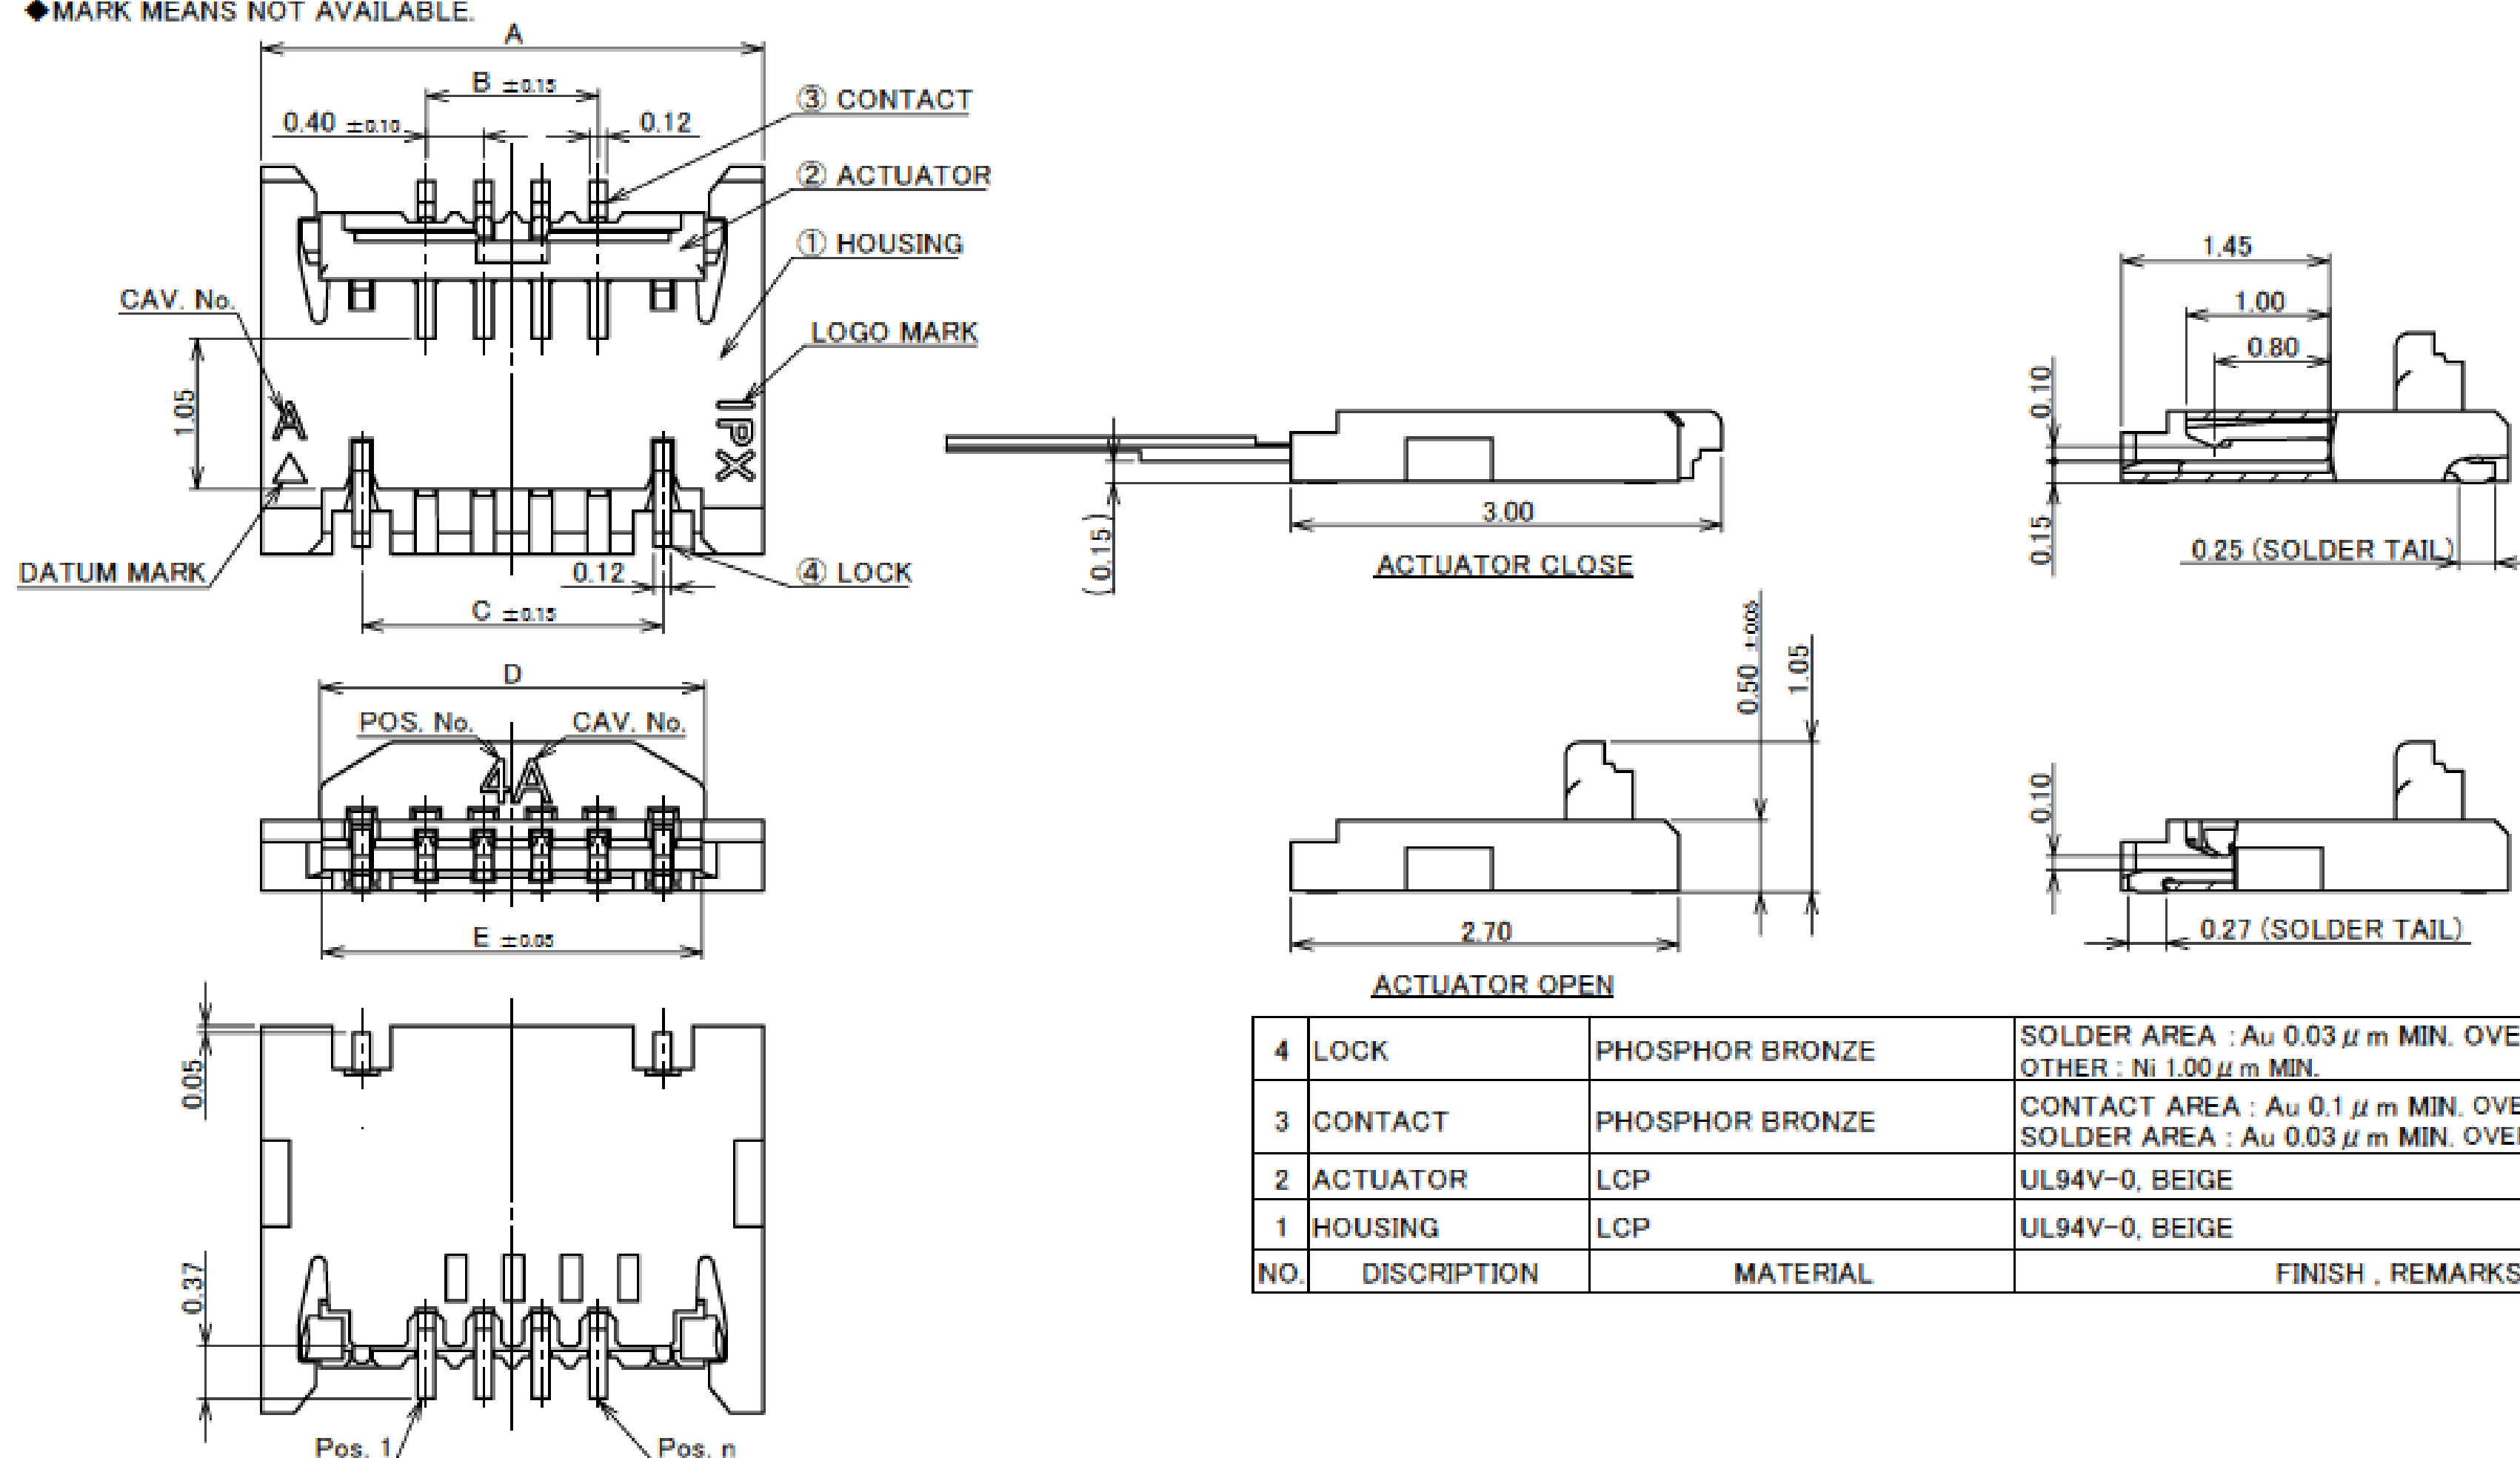 ◆MARK MEANS NOT AVAILABLE.
A
B ±0.15
0.40 ±0.10
0.12
③ CONTACT
② ACTUATOR
① HOUSING
CAV. No.
LOGO MARK
1.05
A
IPX
DATUM MARK
0.12
④ LOCK
C ±0.15
D
POS. No.
CAV. No.
4A
E ±0.05
0.05
0.37
Pos. 1
Pos. n
(0.15)
3.00
ACTUATOR CLOSE
0.50 ±0.05
1.05
2.70
ACTUATOR OPEN
1.45
1.00
0.80
0.10
0.15
0.25 (SOLDER TAIL)
0.10
0.27 (SOLDER TAIL)
4 LOCK PHOSPHOR BRONZE SOLDER AREA : Au 0.03 μm MIN. OVE
OTHER : Ni 1.00 μm MIN.
3 CONTACT PHOSPHOR BRONZE CONTACT AREA : Au 0.1 μm MIN. OVE
SOLDER AREA : Au 0.03 μm MIN. OVE
2 ACTUATOR LCP UL94V-0, BEIGE
1 HOUSING LCP UL94V-0, BEIGE
NO. DISCRIPTION MATERIAL FINISH , REMARKS